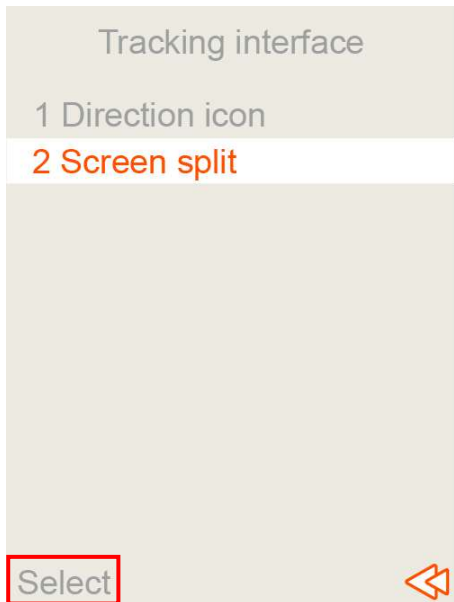 Tracking interface
1 Direction icon
2 Screen split
Select